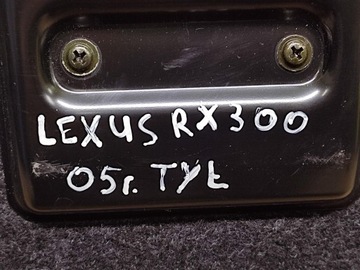 LEXUS RX300
05r. TYŁ